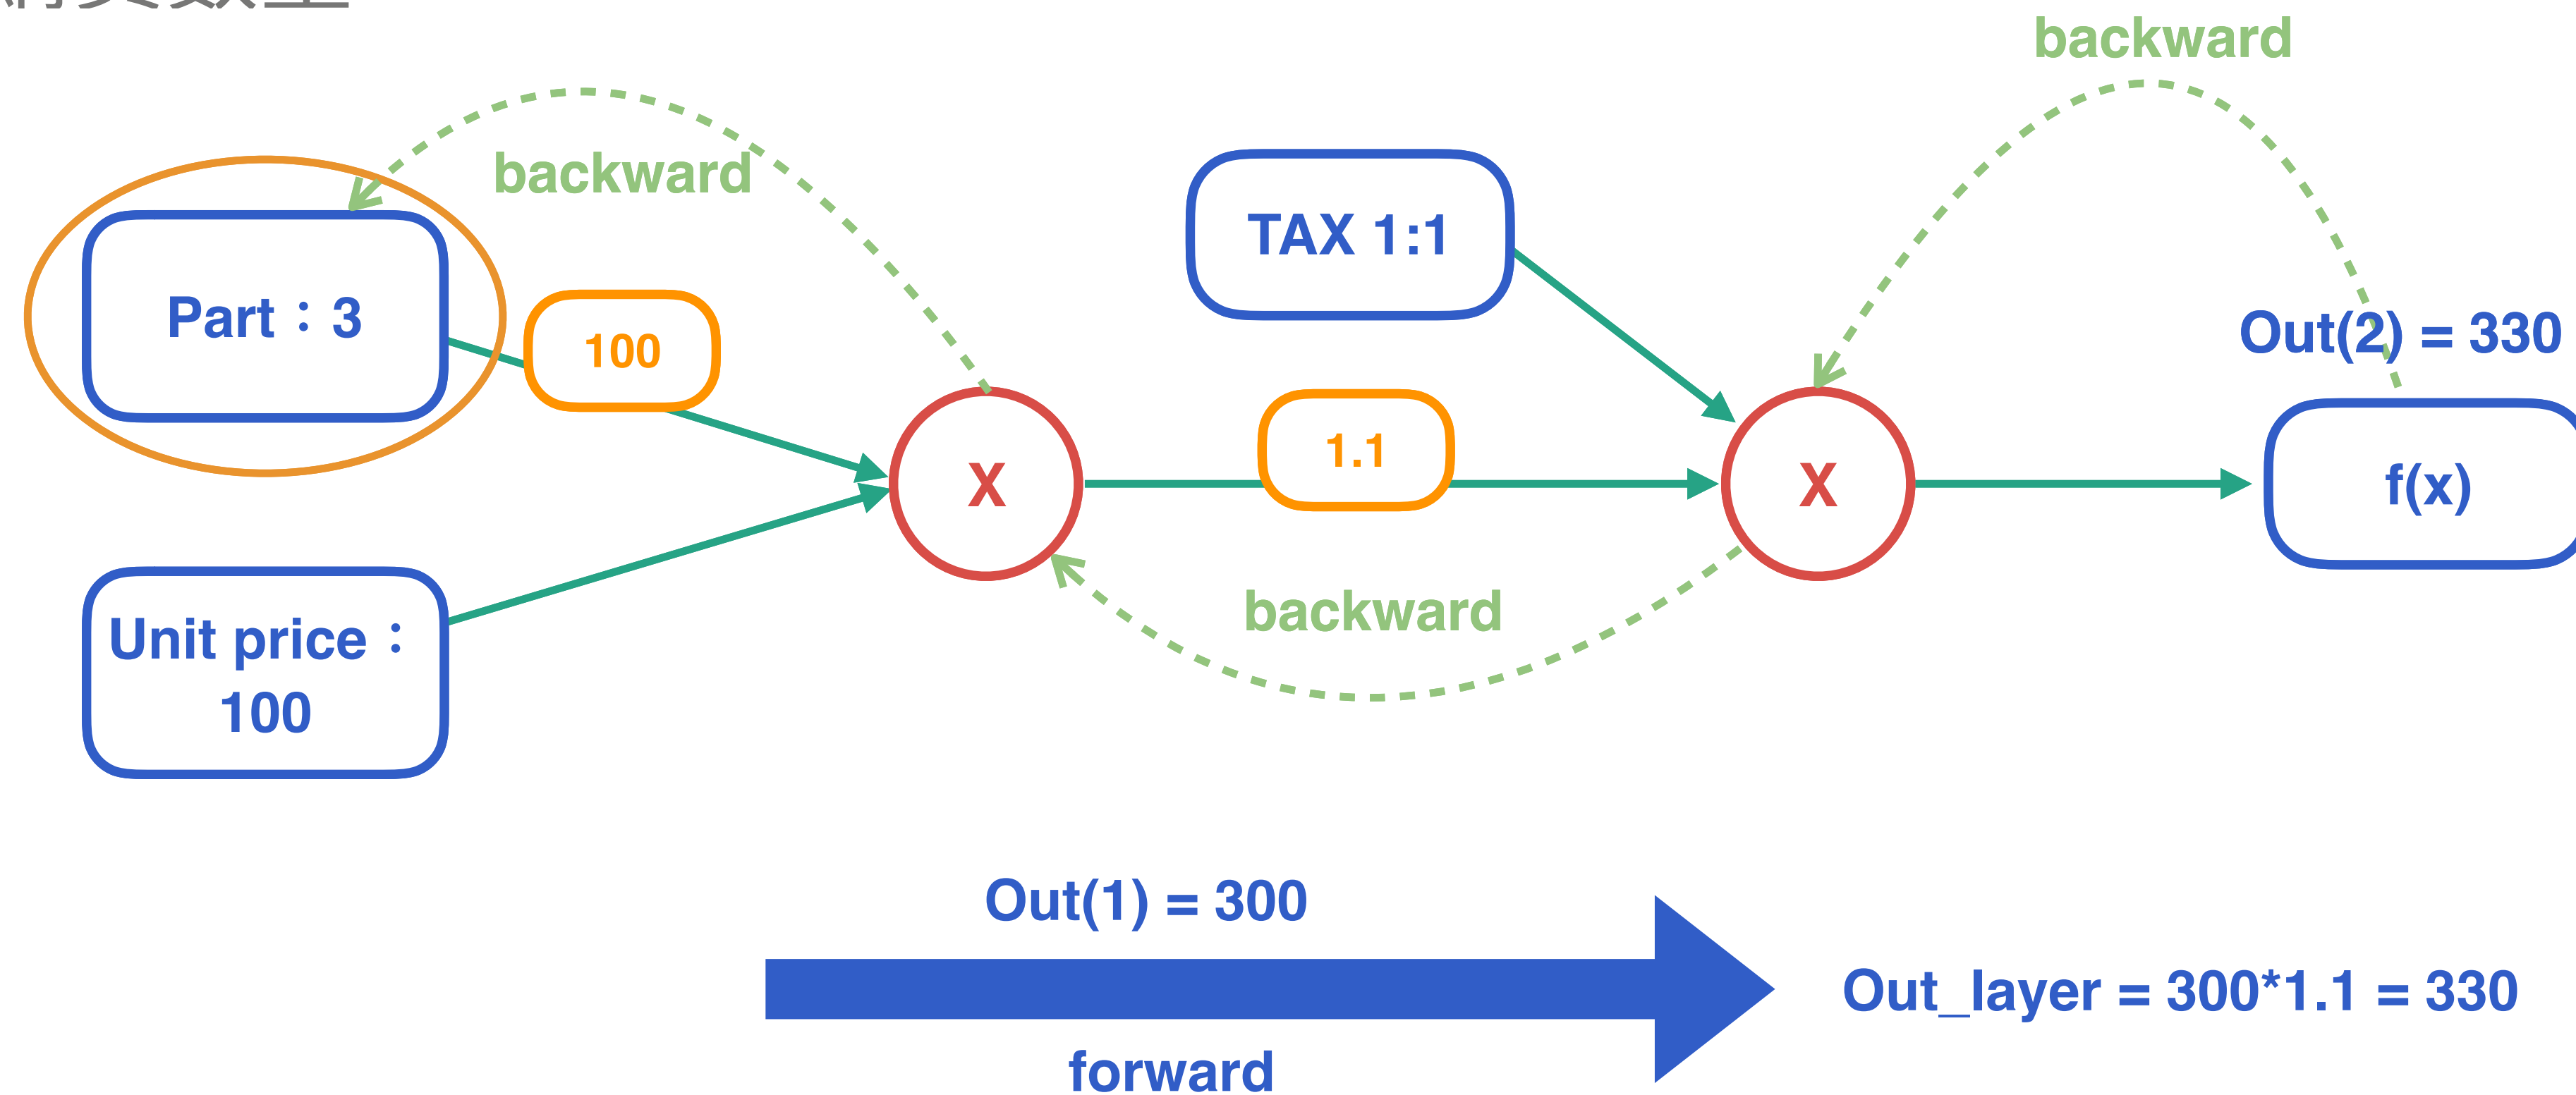 backward
backward
TAX 1:1
Part：3
100
Out(2) = 330
1.1
X
X
f(x)
Unit price：
100
backward
Out(1) = 300
Out_layer = 300*1.1 = 330
forward